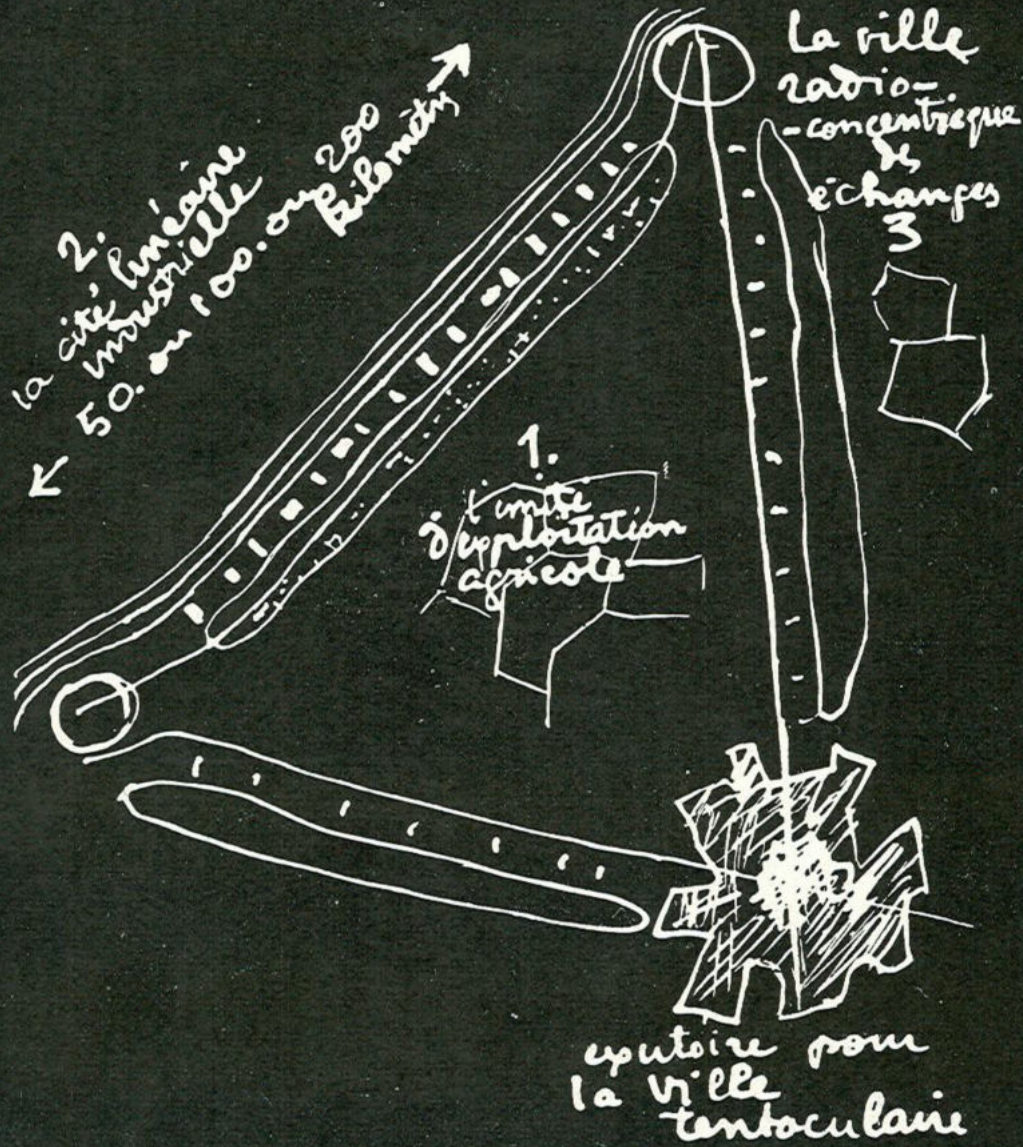 La ville
radio-
-concentrique
des
échanges
3
2.
la cité linéaire
industrielle
50. ou 100. ou 200
kilomètres
1.
l'unité
d'exploitation
agricole
exutoire pour
la ville
tentaculaire